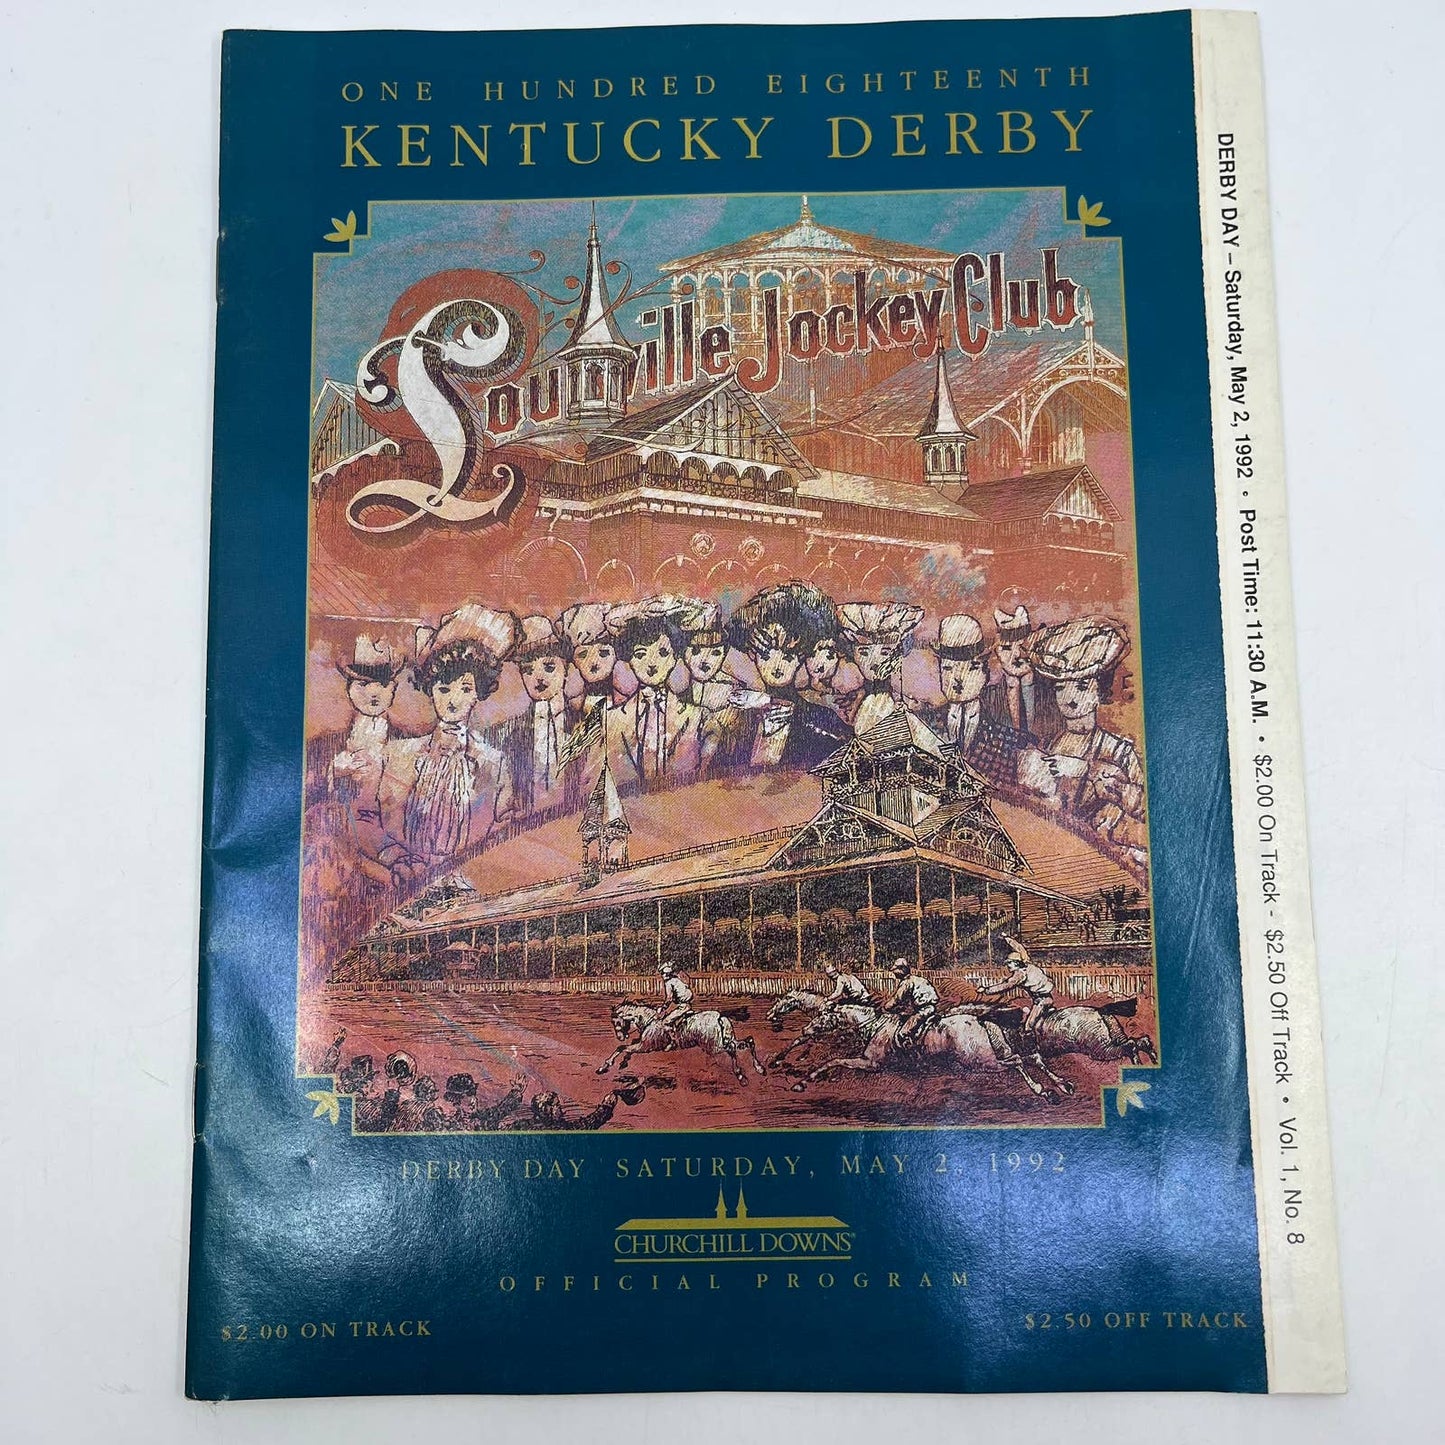 ONE HUNDRED EIGHTEENTH
KENTUCKY DERBY
Louisville Jockey Club
DERBY DAY SATURDAY, MAY 2, 1992
CHURCHILL DOWNS®
OFFICIAL PROGRAM
$2.00 ON TRACK
$2.50 OFF TRACK
DERBY DAY – Saturday, May 2, 1992 • Post Time: 11:30 A.M. • $2.00 On Track - $2.50 Off Track • Vol. 1, No. 8